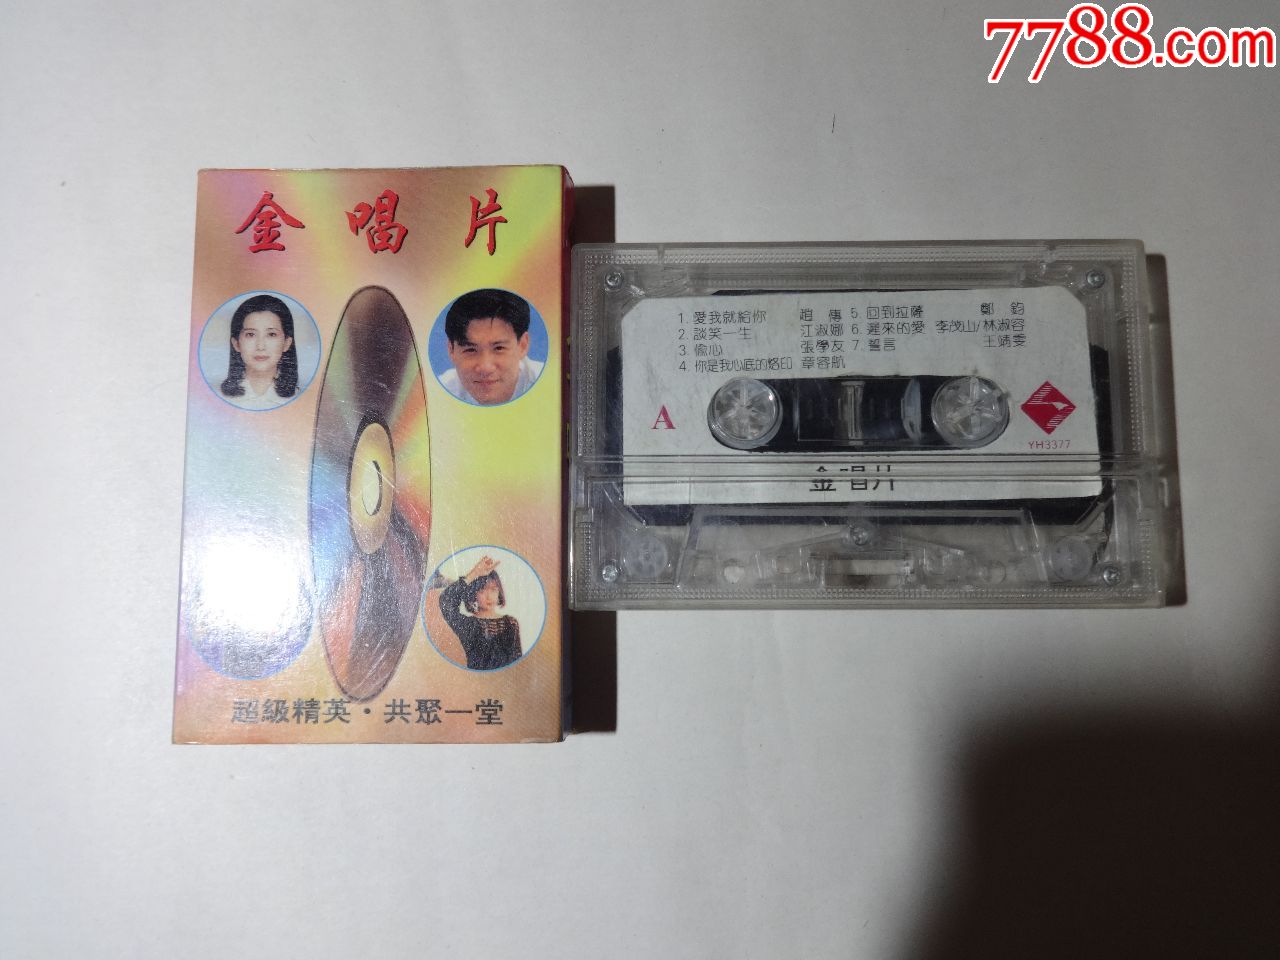 7788.com
金唱片
超級精英·共聚一堂
1. 愛我就給你 趙傳
2. 談笑一生 江淑娜
3. 偷心 張學友
4. 你是我心底的烙印 章容航
5. 回到拉薩 鄭鈞
6. 遲來的愛 李茂山/林淑容
7. 誓言 王靖雯
A
YH3377
金唱片